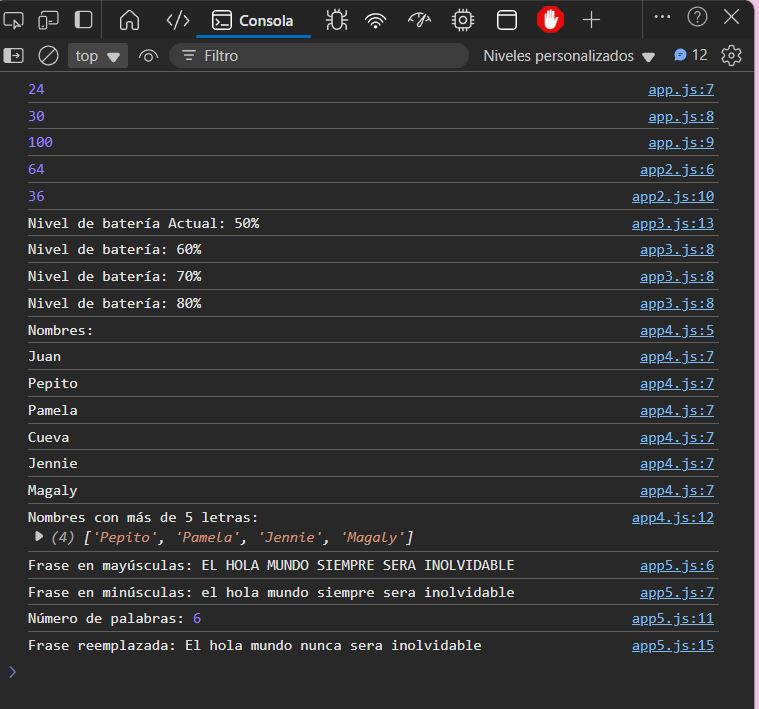 Consola
top
Filtro
Niveles personalizados
12
24 app.js:7
30 app.js:8
100 app.js:9
64 app2.js:6
36 app2.js:10
Nivel de batería Actual: 50% app3.js:13
Nivel de batería: 60% app3.js:8
Nivel de batería: 70% app3.js:8
Nivel de batería: 80% app3.js:8
Nombres: app4.js:5
Juan app4.js:7
Pepito app4.js:7
Pamela app4.js:7
Cueva app4.js:7
Jennie app4.js:7
Magaly app4.js:7
Nombres con más de 5 letras: app4.js:12
(4) ['Pepito', 'Pamela', 'Jennie', 'Magaly']
Frase en mayúsculas: EL HOLA MUNDO SIEMPRE SERA INOLVIDABLE app5.js:6
Frase en minúsculas: el hola mundo siempre sera inolvidable app5.js:7
Número de palabras: 6 app5.js:11
Frase reemplazada: El hola mundo nunca sera inolvidable app5.js:15